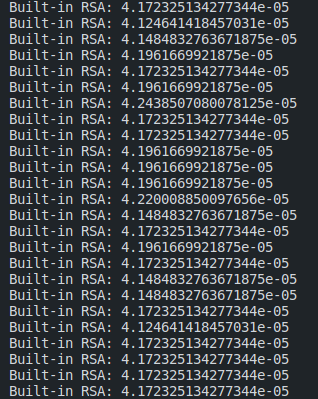 Built-in RSA: 4.172325134277344e-05
Built-in RSA: 4.124641418457031e-05
Built-in RSA: 4.1484832763671875e-05
Built-in RSA: 4.1961669921875e-05
Built-in RSA: 4.172325134277344e-05
Built-in RSA: 4.1961669921875e-05
Built-in RSA: 4.2438507080078125e-05
Built-in RSA: 4.172325134277344e-05
Built-in RSA: 4.172325134277344e-05
Built-in RSA: 4.1961669921875e-05
Built-in RSA: 4.1961669921875e-05
Built-in RSA: 4.1961669921875e-05
Built-in RSA: 4.220008850097656e-05
Built-in RSA: 4.1484832763671875e-05
Built-in RSA: 4.172325134277344e-05
Built-in RSA: 4.1961669921875e-05
Built-in RSA: 4.172325134277344e-05
Built-in RSA: 4.1484832763671875e-05
Built-in RSA: 4.1484832763671875e-05
Built-in RSA: 4.172325134277344e-05
Built-in RSA: 4.124641418457031e-05
Built-in RSA: 4.172325134277344e-05
Built-in RSA: 4.172325134277344e-05
Built-in RSA: 4.172325134277344e-05
Built-in RSA: 4.172325134277344e-05